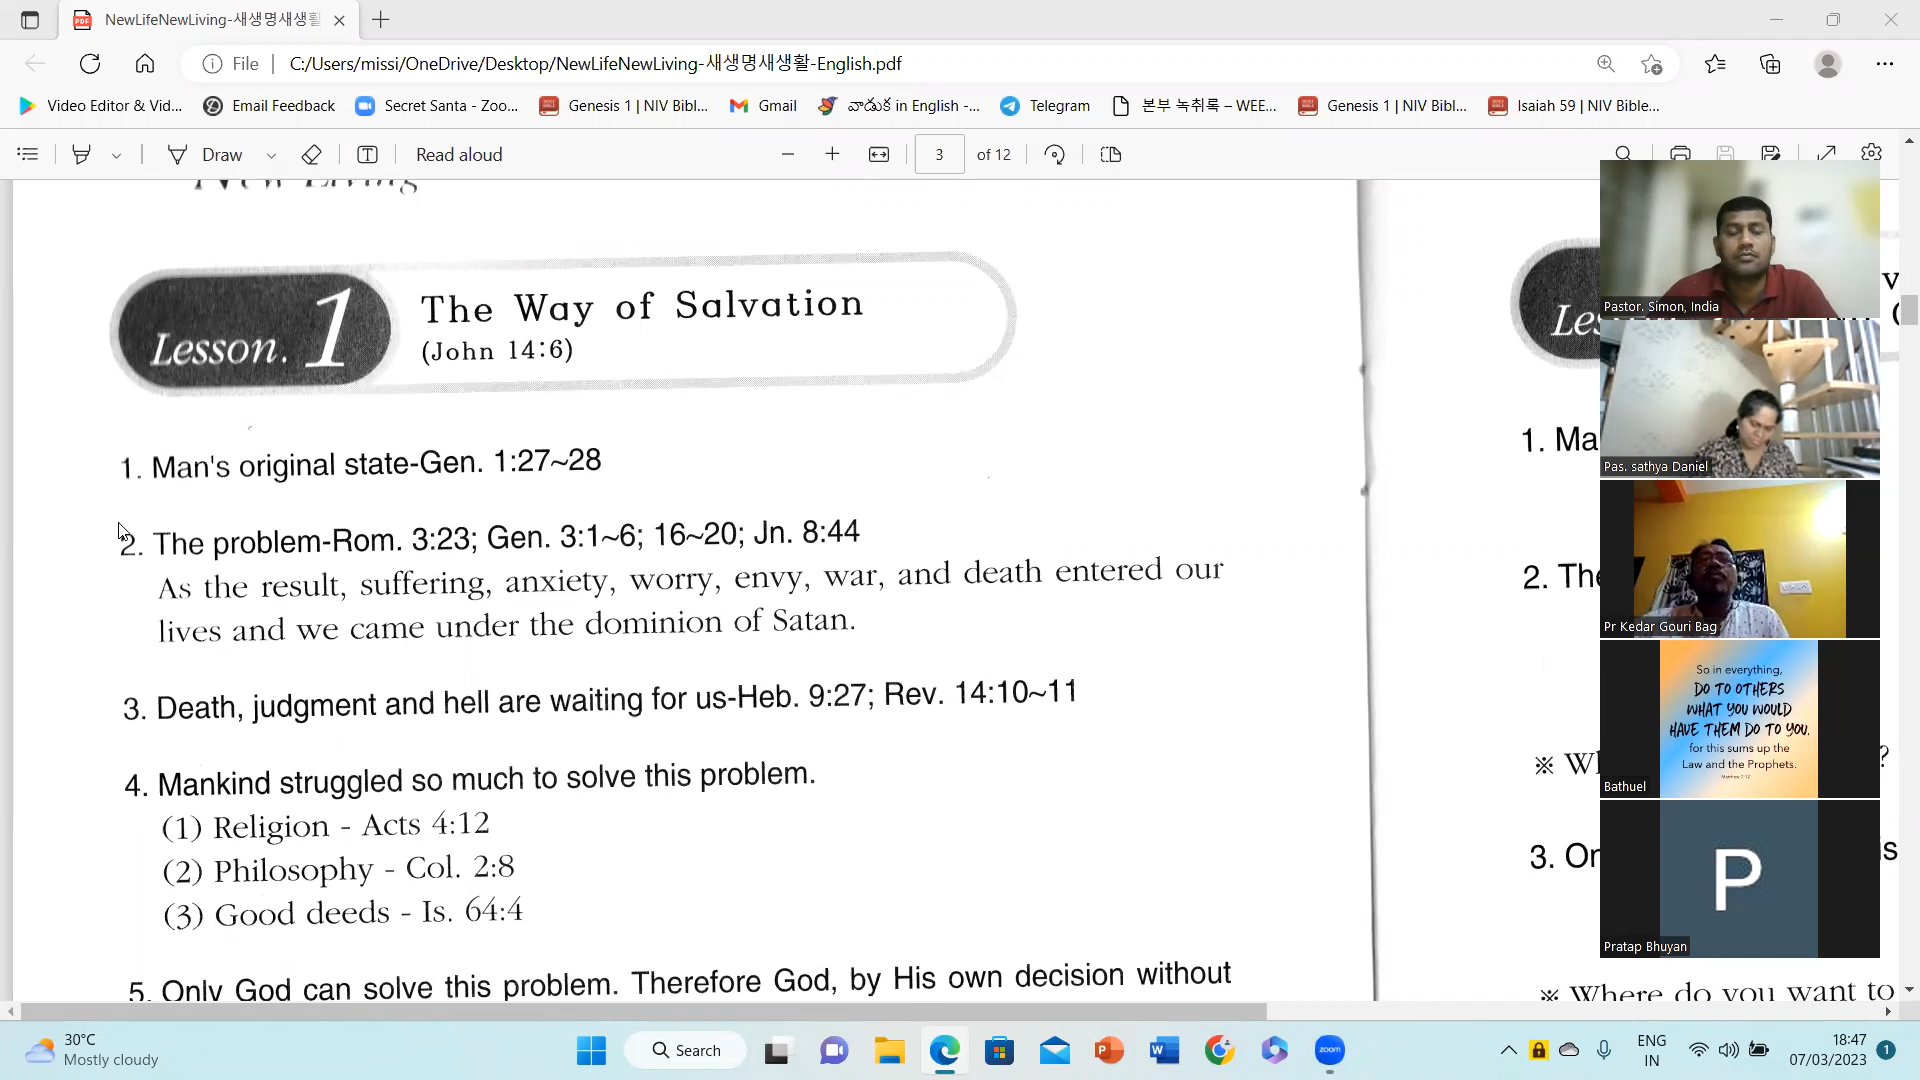 NewLifeNewLiving-새생명새생활
File
C:/Users/missi/OneDrive/Desktop/NewLifeNewLiving-새생명새생활-English.pdf
Video Editor & Vid...
Email Feedback
Secret Santa - Zoo...
Genesis 1 | NIV Bibl...
Gmail
వాడుక in English -...
Telegram
본부 녹취록 – WEE...
Genesis 1 | NIV Bibl...
Isaiah 59 | NIV Bible...
Draw
Read aloud
3 of 12
New Living
Lesson. 1
The Way of Salvation
(John 14:6)
1. Man's original state-Gen. 1:27~28
2. The problem-Rom. 3:23; Gen. 3:1~6; 16~20; Jn. 8:44
As the result, suffering, anxiety, worry, envy, war, and death entered our
lives and we came under the dominion of Satan.
3. Death, judgment and hell are waiting for us-Heb. 9:27; Rev. 14:10~11
4. Mankind struggled so much to solve this problem.
(1) Religion - Acts 4:12
(2) Philosophy - Col. 2:8
(3) Good deeds - Is. 64:4
5. Only God can solve this problem. Therefore God, by His own decision without
1. Ma
2. The
※ Wh
?
3. On
is
※ Where do you want to
Pastor. Simon, India
Pas. sathya Daniel
Pr Kedar Gouri Bag
So in everything,
DO TO OTHERS
WHAT YOU WOULD
HAVE THEM DO TO YOU.
for this sums up the
Law and the Prophets.
Matthew 7:12
Bathuel
P
Pratap Bhuyan
30°C
Mostly cloudy
Search
zoom
ENG
IN
18:47
07/03/2023
1